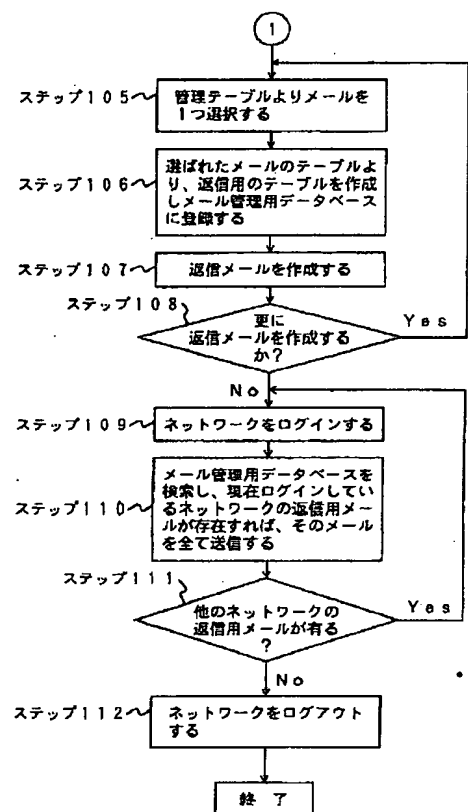 1
ステップ105
管理テーブルよりメールを
1つ選択する
ステップ106
選ばれたメールのテーブルよ
り、返信用のテーブルを作成
しメール管理用データベース
に登録する
ステップ107
返信メールを作成する
ステップ108
更に
返信メールを作成する
か?
Yes
No
ステップ109
ネットワークをログインする
ステップ110
メール管理用データベースを
検索し、現在ログインしてい
るネットワークの返信用メー
ルが存在すれば、そのメール
を全て送信する
ステップ111
他のネットワークの
返信用メールが有る
?
Yes
No
ステップ112
ネットワークをログアウト
する
終了